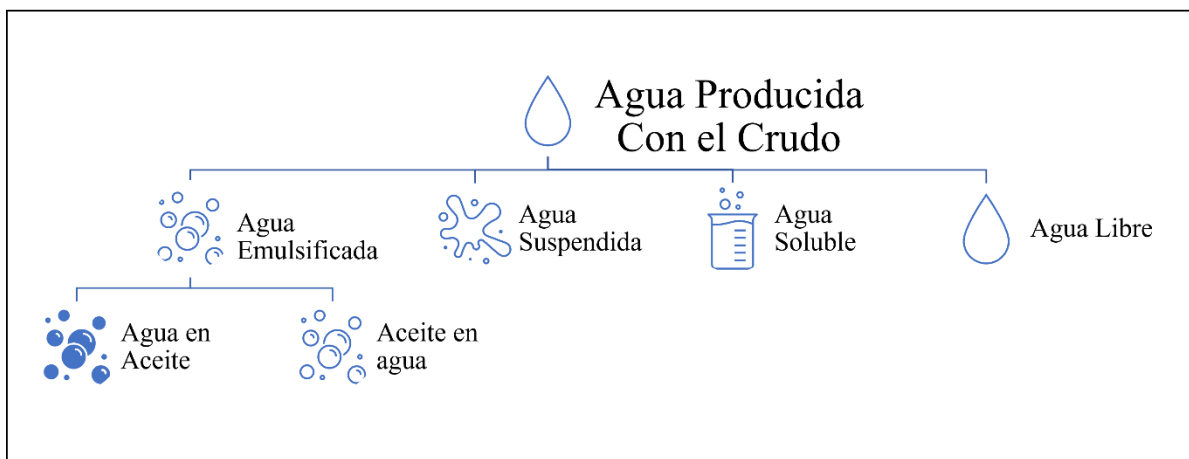 Agua Producida
Con el Crudo
Agua
Emulsificada
Agua
Suspendida
Agua
Soluble
Agua Libre
Agua en
Aceite
Aceite en
agua